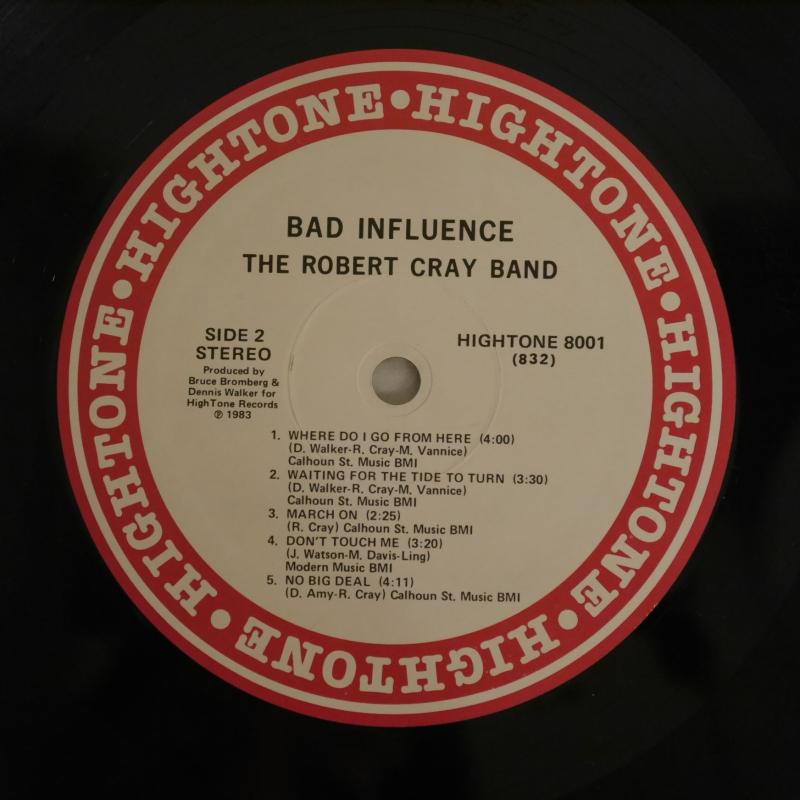 HIGHTONE • HIGHTONE • HIGHTONE • HIGHTONE • HIGHTONE • HIGHTONE • HIGHTONE •
BAD INFLUENCE
THE ROBERT CRAY BAND
SIDE 2
STEREO
Produced by
Bruce Bromberg &
Dennis Walker for
HighTone Records
℗ 1983
HIGHTONE 8001
(832)
1. WHERE DO I GO FROM HERE (4:00)
(D. Walker-R. Cray-M. Vannice)
Calhoun St. Music BMI
2. WAITING FOR THE TIDE TO TURN (3:30)
(D. Walker-R. Cray-M. Vannice)
Calhoun St. Music BMI
3. MARCH ON (2:25)
(R. Cray) Calhoun St. Music BMI
4. DON'T TOUCH ME (3:20)
(J. Watson-M. Davis-Ling)
Modern Music BMI
5. NO BIG DEAL (4:11)
(D. Amy-R. Cray) Calhoun St. Music BMI